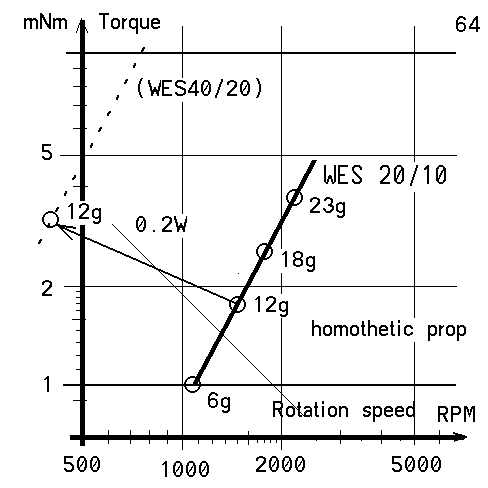 mNm Torque 64
(WES40/20)
5
WES 20/10
12g 23g
0.2W
18g
2
12g
homothetic prop
1
6g
Rotation speed RPM
500 1000 2000 5000